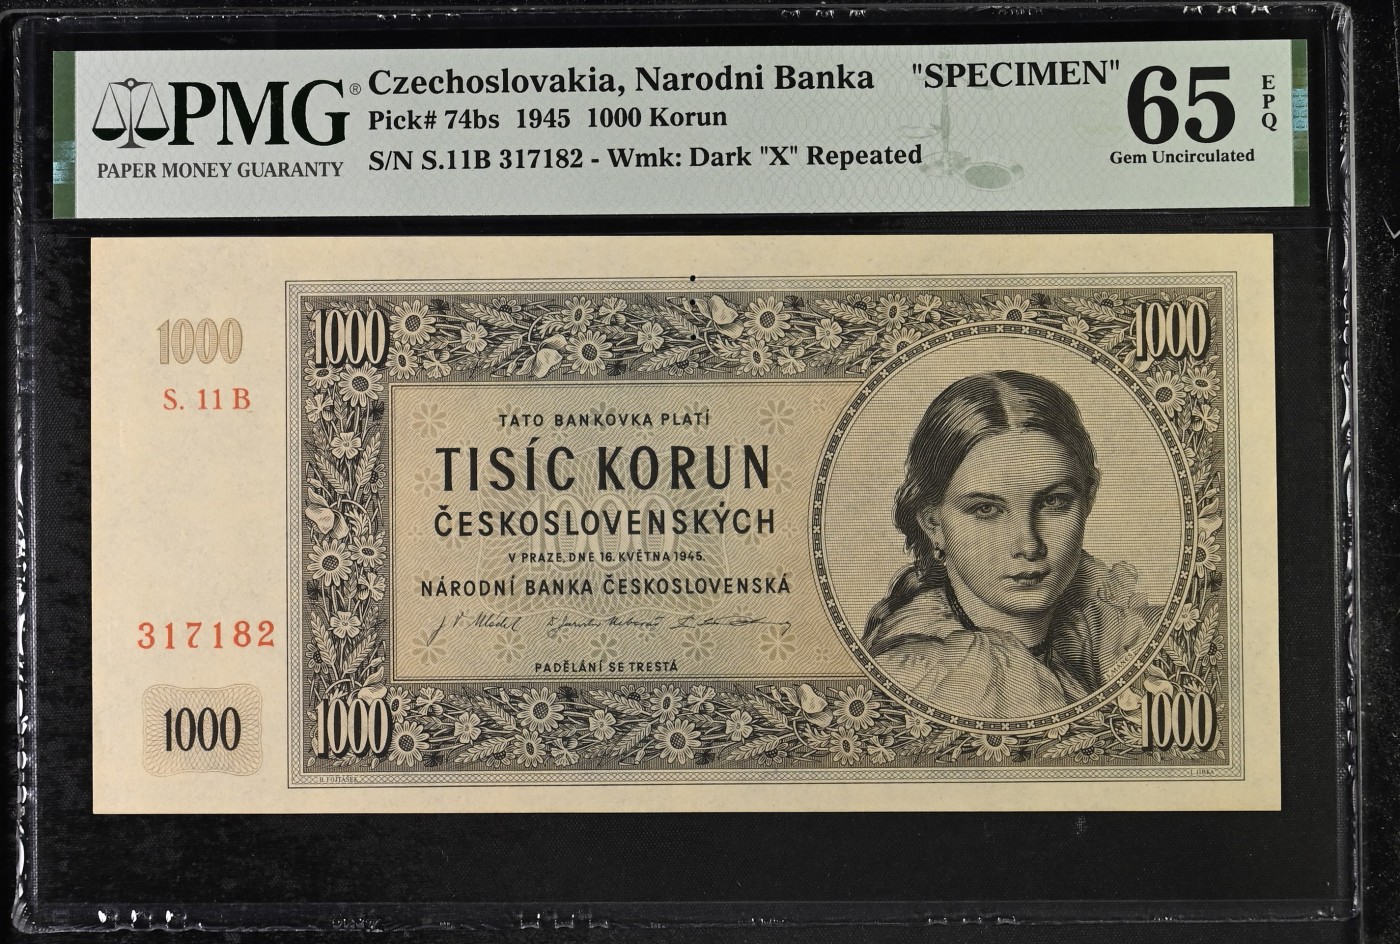 PMG®
PAPER MONEY GUARANTY
Czechoslovakia, Narodni Banka "SPECIMEN"
Pick# 74bs 1945 1000 Korun
S/N S.11B 317182 - Wmk: Dark "X" Repeated
65
EPQ
Gem Uncirculated
1000
S. 11 B
317182
1000
1000
1000
TATO BANKOVKA PLATÍ
TISÍC KORUN
1000
ČESKOSLOVENSKÝCH
V PRAZE, DNE 16. KVĚTNA 1945.
NÁRODNÍ BANKA ČESKOSLOVENSKÁ
PADĚLÁNÍ SE TRESTÁ
1000
1000